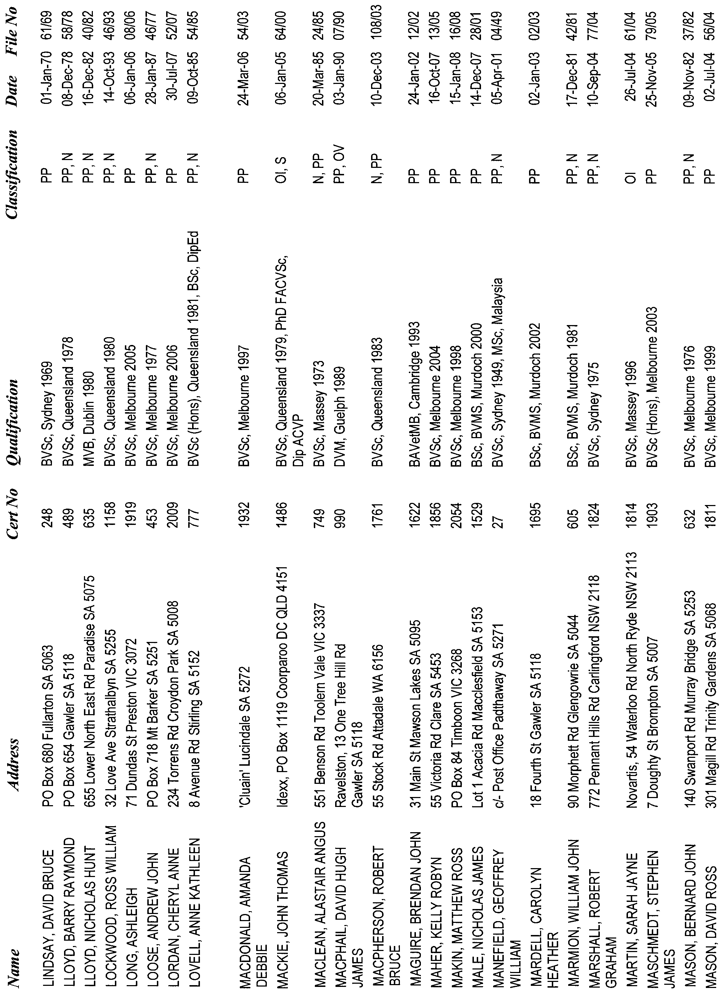 Name Address Cert No Qualification Classification Date File No
LINDSAY, DAVID BRUCE PO Box 680 Fullarton SA 5063 248 BVSc, Sydney 1969 PP 01-Jan-70 61/69
LLOYD, BARRY RAYMOND PO Box 654 Gawler SA 5118 489 BVSc, Queensland 1978 PP, N 08-Dec-78 58/78
LLOYD, NICHOLAS HUNT 655 Lower North East Rd Paradise SA 5075 635 MVB, Dublin 1980 PP, N 16-Dec-82 40/82
LOCKWOOD, ROSS WILLIAM 32 Love Ave Strathalbyn SA 5255 1158 BVSc, Queensland 1980 PP, N 14-Oct-93 46/93
LONG, ASHLEIGH 71 Dundas St Preston VIC 3072 1919 BVSc, Melbourne 2005 PP 06-Jan-06 08/06
LOOSE, ANDREW JOHN PO Box 718 Mt Barker SA 5251 453 BVSc, Melbourne 1977 PP, N 28-Jan-87 46/77
LORDAN, CHERYL ANNE 234 Torrens Rd Croydon Park SA 5008 2009 BVSc, Melbourne 2006 PP 30-Jul-07 52/07
LOVELL, ANNE KATHLEEN 8 Avenue Rd Stirling SA 5152 777 BVSc (Hons), Queensland 1981, BSc, DipEd PP, N 09-Oct-85 54/85
MACDONALD, AMANDA 'Cluain' Lucindale SA 5272 1932 BVSc, Melbourne 1997 PP 24-Mar-06 54/03
DEBBIE
MACKIE, JOHN THOMAS Idexx, PO Box 1119 Coorparoo DC QLD 4151 1486 BVSc, Queensland 1979, PhD FACVSc, OI, S 06-Jan-05 64/00
Dip ACVP
MACLEAN, ALASTAIR ANGUS 551 Benson Rd Toolern Vale VIC 3337 749 BVSc, Massey 1973 N, PP 20-Mar-85 24/85
MACPHAIL, DAVID HUGH Ravelston, 13 One Tree Hill Rd 990 DVM, Guelph 1989 PP, OV 03-Jan-90 07/90
JAMES Gawler SA 5118
MACPHERSON, ROBERT 55 Stock Rd Attadale WA 6156 1761 BVSc, Queensland 1983 N, PP 10-Dec-03 108/03
BRUCE
MAGUIRE, BRENDAN JOHN 31 Main St Mawson Lakes SA 5095 1622 BAVetMB, Cambridge 1993 PP 24-Jan-02 12/02
MAHER, KELLY ROBYN 55 Victoria Rd Clare SA 5453 1856 BVSc, Melbourne 2004 PP 16-Oct-07 13/05
MAKIN, MATTHEW ROSS PO Box 84 Timboon VIC 3268 2054 BVSc, Melbourne 1998 PP 15-Jan-08 16/08
MALE, NICHOLAS JAMES Lot 1 Acacia Rd Macclesfield SA 5153 1529 BSc, BVMS, Murdoch 2000 PP 14-Dec-07 28/01
MANEFIELD, GEOFFREY c/- Post Office Padthaway SA 5271 27 BVSc, Sydney 1949, MSc, Malaysia PP, N 05-Apr-01 04/49
WILLIAM
MARDELL, CAROLYN 18 Fourth St Gawler SA 5118 1695 BSc, BVMS, Murdoch 2002 PP 02-Jan-03 02/03
HEATHER
MARMION, WILLIAM JOHN 90 Morphett Rd Glengowrie SA 5044 605 BSc, BVMS, Murdoch 1981 PP, N 17-Dec-81 42/81
MARSHALL, ROBERT 772 Pennant Hills Rd Carlingford NSW 2118 1824 BVSc, Sydney 1975 PP, N 10-Sep-04 77/04
GRAHAM
MARTIN, SARAH JAYNE Novartis, 54 Waterloo Rd North Ryde NSW 2113 1814 BVSc, Massey 1996 OI 26-Jul-04 61/04
MASCHMEDT, STEPHEN 7 Doughty St Brompton SA 5007 1903 BVSc (Hons), Melbourne 2003 PP 25-Nov-05 79/05
JAMES
MASON, BERNARD JOHN 140 Swanport Rd Murray Bridge SA 5253 632 BVSc, Melbourne 1976 PP, N 09-Nov-82 37/82
MASON, DAVID ROSS 301 Magill Rd Trinity Gardens SA 5068 1811 BVSc, Melbourne 1999 PP 02-Jul-04 56/04